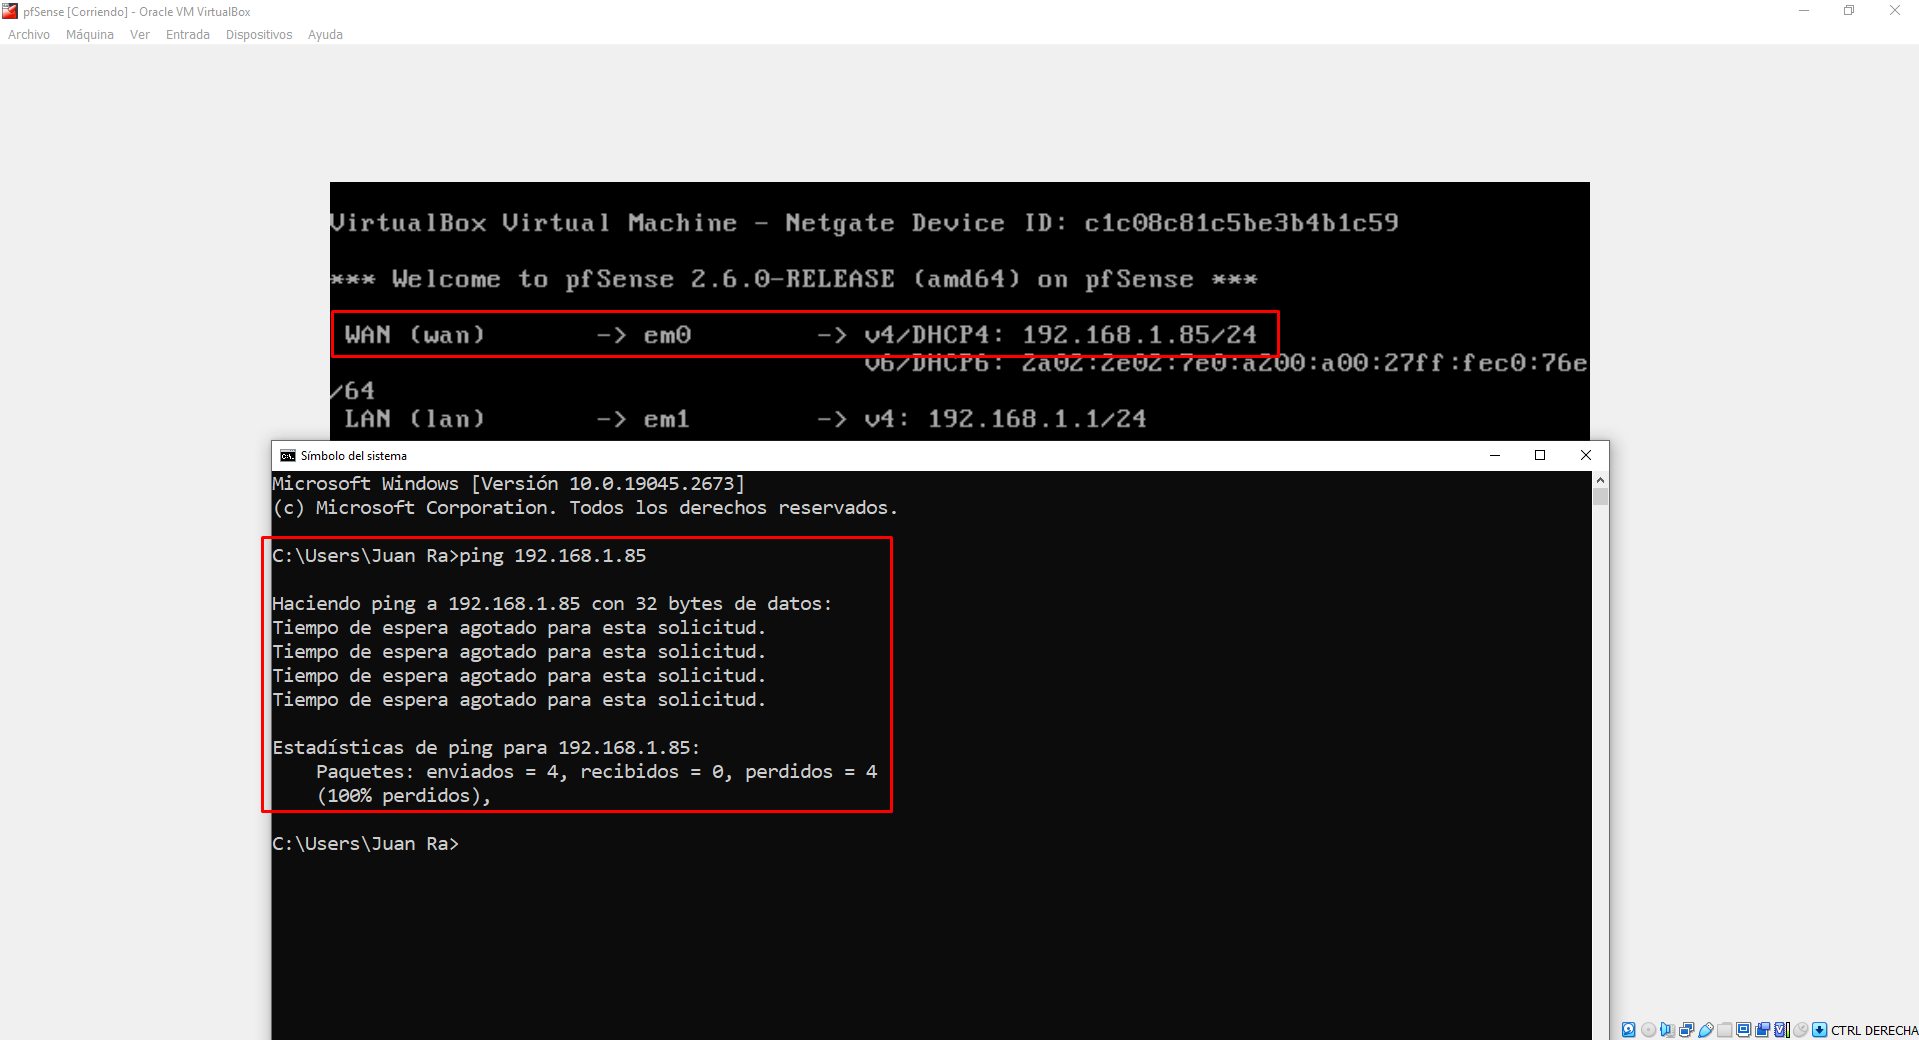 pfSense [Corriendo] - Oracle VM VirtualBox
Archivo Máquina Ver Entrada Dispositivos Ayuda
VirtualBox Virtual Machine - Netgate Device ID: c1c08c81c5be3b4b1c59
*** Welcome to pfSense 2.6.0-RELEASE (amd64) on pfSense ***
WAN (wan) -> em0 -> v4/DHCP4: 192.168.1.85/24
v6/DHCP6: 2a02:2e02:7e0:a200:a00:27ff:fec0:76e
/64
LAN (lan) -> em1 -> v4: 192.168.1.1/24
Símbolo del sistema
Microsoft Windows [Versión 10.0.19045.2673]
(c) Microsoft Corporation. Todos los derechos reservados.
C:\Users\Juan Ra>ping 192.168.1.85
Haciendo ping a 192.168.1.85 con 32 bytes de datos:
Tiempo de espera agotado para esta solicitud.
Tiempo de espera agotado para esta solicitud.
Tiempo de espera agotado para esta solicitud.
Tiempo de espera agotado para esta solicitud.
Estadísticas de ping para 192.168.1.85:
Paquetes: enviados = 4, recibidos = 0, perdidos = 4
(100% perdidos),
C:\Users\Juan Ra>
CTRL DERECHA